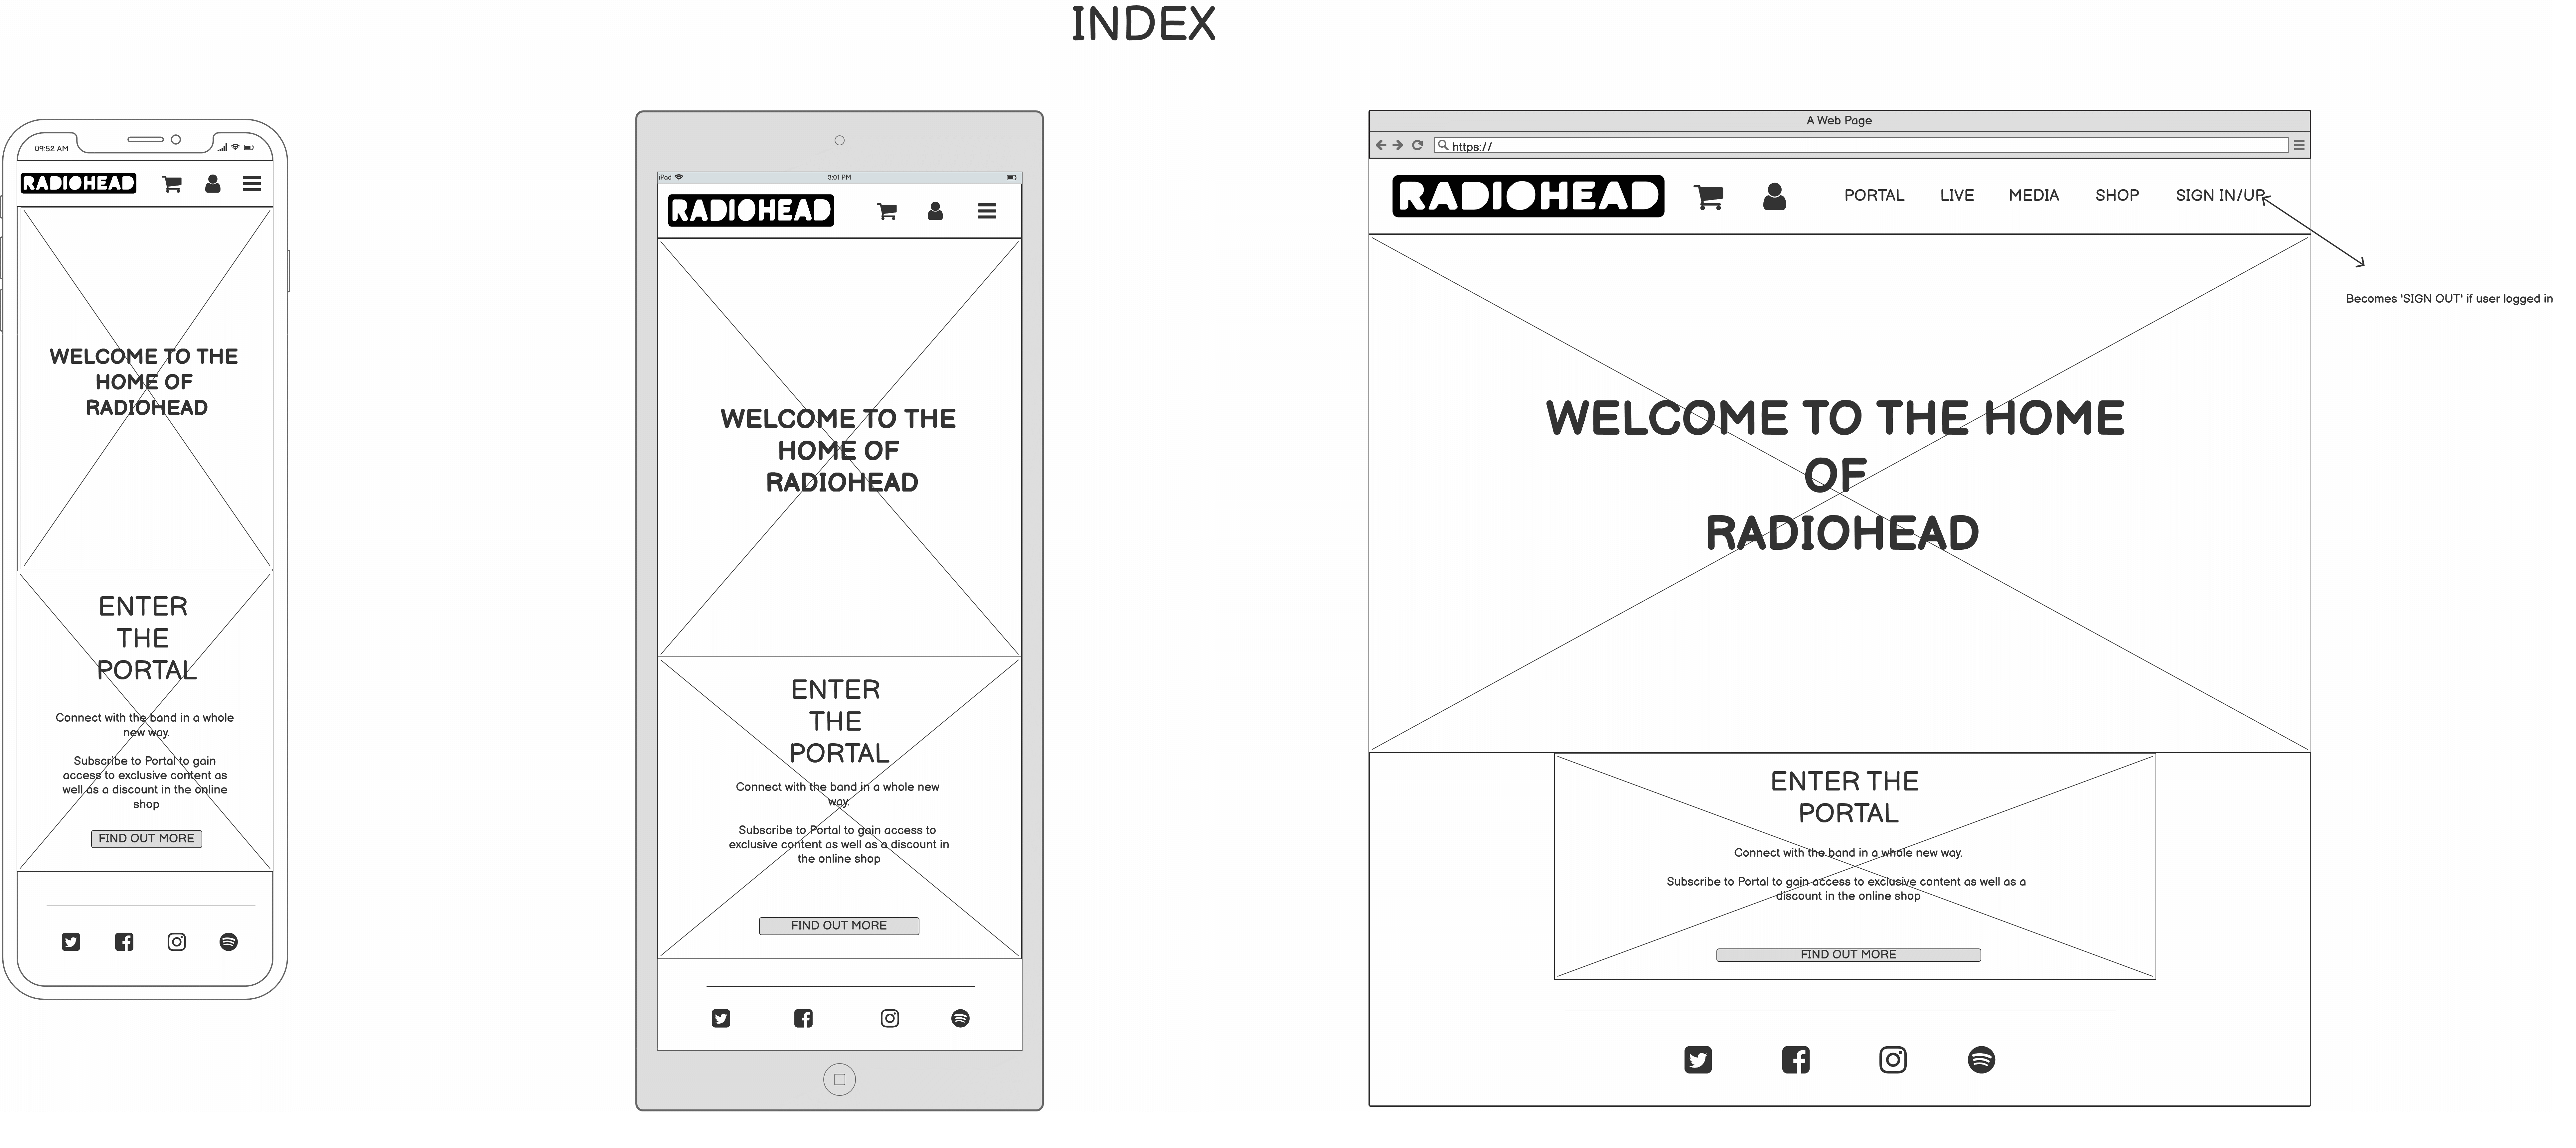 INDEX
09:52 AM
RADIOHEAD
WELCOME TO THE
HOME OF
RADIOHEAD
ENTER
THE
PORTAL
Connect with the band in a whole
new way.
Subscribe to Portal to gain
access to exclusive content as
well as a discount in the online
shop
FIND OUT MORE
iPad
3:01 PM
RADIOHEAD
WELCOME TO THE
HOME OF
RADIOHEAD
ENTER
THE
PORTAL
Connect with the band in a whole new
way.
Subscribe to Portal to gain access to
exclusive content as well as a discount in
the online shop
FIND OUT MORE
A Web Page
https://
RADIOHEAD PORTAL LIVE MEDIA SHOP SIGN IN/UP
Becomes 'SIGN OUT' if user logged in
WELCOME TO THE HOME
OF
RADIOHEAD
ENTER THE
PORTAL
Connect with the band in a whole new way.
Subscribe to Portal to gain access to exclusive content as well as a
discount in the online shop
FIND OUT MORE